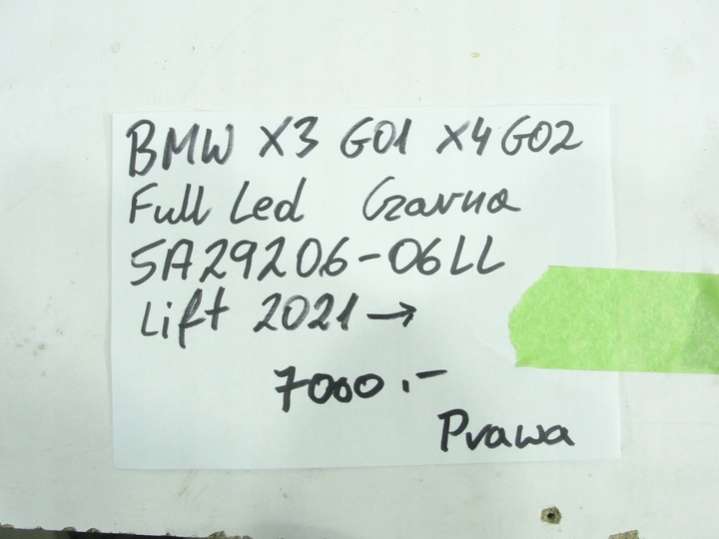 BMW X3 G01 X4 G02
Full Led Czarna
5A29206-06LL
Lift 2021 →
7000.-
Prawa